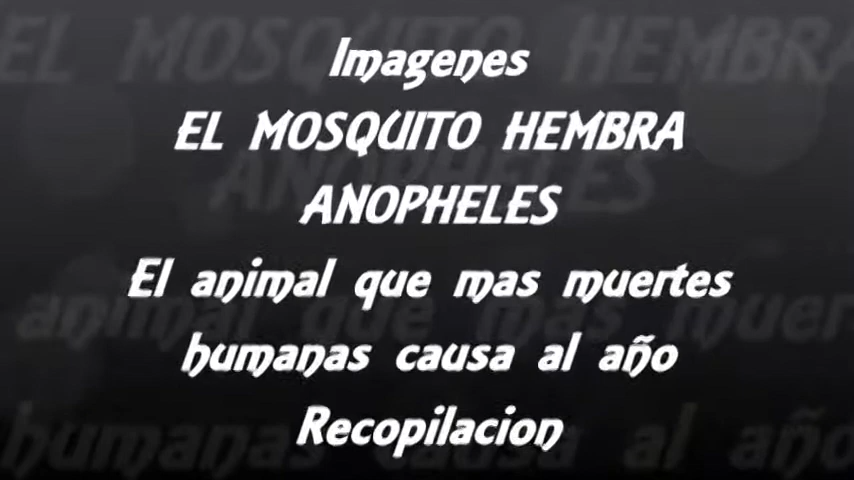 Imagenes
EL MOSQUITO HEMBRA
ANOPHELES
El animal que mas muertes
humanas causa al año
Recopilacion